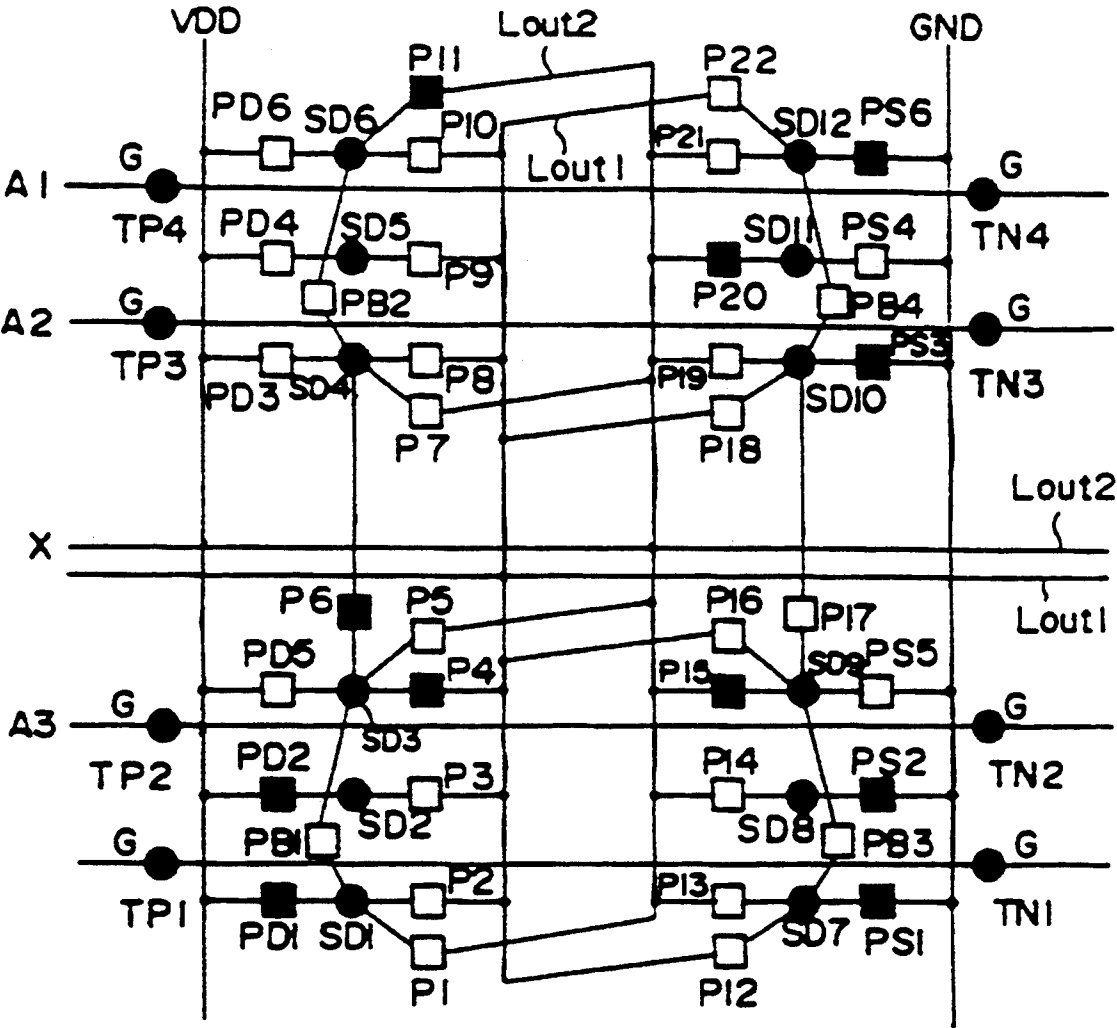 VDD
Lout2
GND
P11
P22
PD6
SD6
P10
P21
SD12
PS6
Lout1
G
G
A1
TP4
PD4
SD5
SD11
PS4
TN4
P9
G
PB2
P20
PB4
G
A2
TP3
PS3
TN3
PD3
SD4
P8
P19
SD10
P7
P18
Lout2
X
P6
P5
P16
P17
Lout1
PD5
P4
P15
SD9
PS5
G
G
A3
SD3
TP2
PD2
P3
P14
PS2
TN2
SD2
SD8
G
PB1
PB3
G
P2
P13
TP1
PD1
SD1
SD7
PS1
TN1
P1
P12